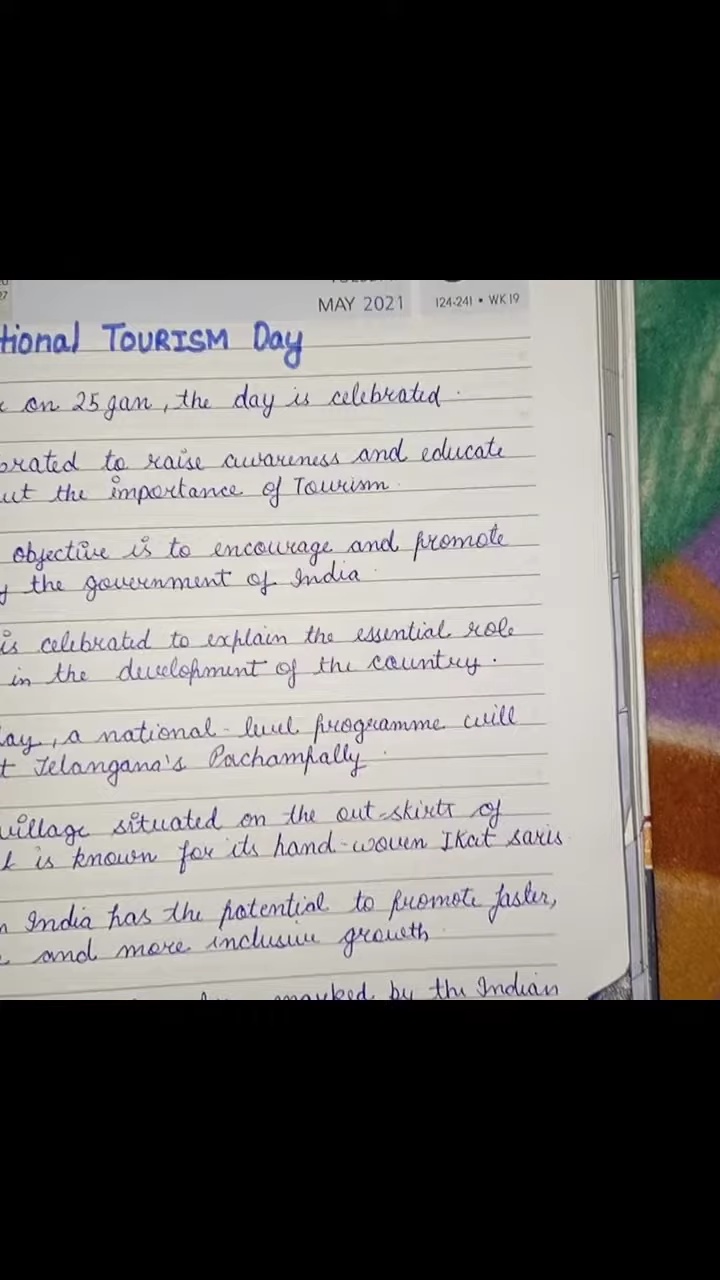 27
MAY 2021 124-241 • WK 19
tional TOURISM Day
on 25 Jan, the day is celebrated.
orated to raise awareness and educate
ut the importance of Tourism.
objective is to encourage and promote
y the government of India.
is celebrated to explain the essential role
in the development of the country.
ay, a national-level programme will
t Telangana's Pochampally.
village situated on the out-skirts of
is known for its hand-woven IKat saris
n India has the potential to promote faster,
and more inclusive growth.
marked by the Indian